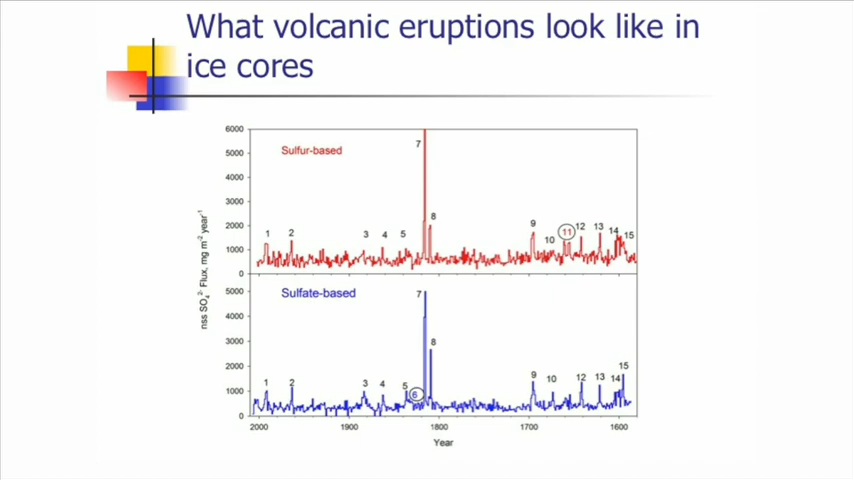 What volcanic eruptions look like in
ice cores
6000
5000
4000
3000
2000
1000
0
Sulfur-based
1 2 3 4 5 7 8 9 10 11 12 13 14 15
nss SO₄²⁻ Flux, mg m⁻² year⁻¹
5000
4000
3000
2000
1000
0
Sulfate-based
1 2 3 4 5 6 7 8 9 10 12 13 14 15
2000 1900 1800 1700 1600
Year